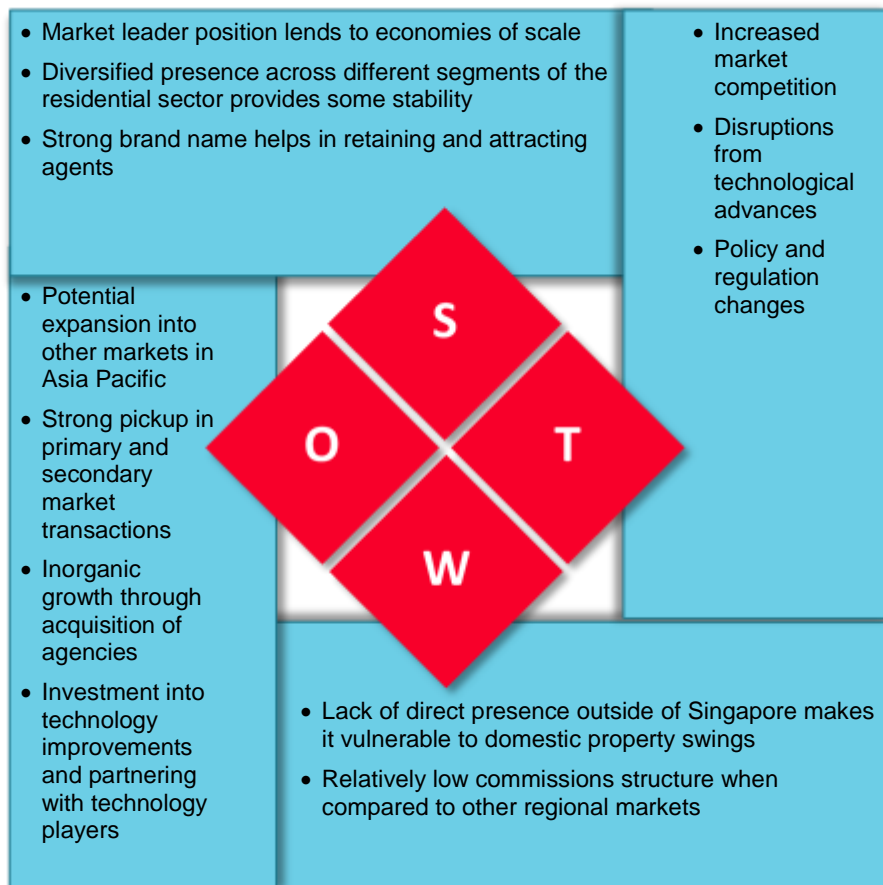 • Market leader position lends to economies of scale
• Diversified presence across different segments of the
residential sector provides some stability
• Strong brand name helps in retaining and attracting
agents
• Increased
market
competition
• Disruptions
from
technological
advances
• Policy and
regulation
changes
• Potential
expansion into
other markets in
Asia Pacific
• Strong pickup in
primary and
secondary
market
transactions
• Inorganic
growth through
acquisition of
agencies
• Investment into
technology
improvements
and partnering
with technology
players
S
O
T
W
• Lack of direct presence outside of Singapore makes
it vulnerable to domestic property swings
• Relatively low commissions structure when
compared to other regional markets